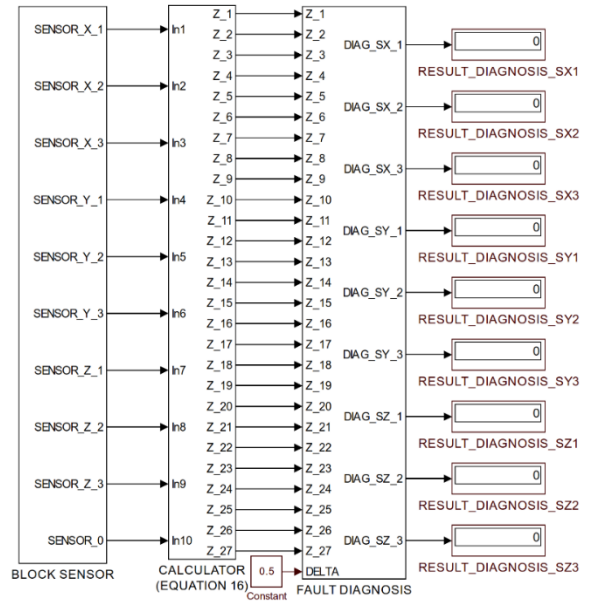 SENSOR_X_1
SENSOR_X_2
SENSOR_X_3
SENSOR_Y_1
SENSOR_Y_2
SENSOR_Y_3
SENSOR_Z_1
SENSOR_Z_2
SENSOR_Z_3
SENSOR_0
BLOCK SENSOR
In1
In2
In3
In4
In5
In6
In7
In8
In9
In10
Z_1
Z_2
Z_3
Z_4
Z_5
Z_6
Z_7
Z_8
Z_9
Z_10
Z_11
Z_12
Z_13
Z_14
Z_15
Z_16
Z_17
Z_18
Z_19
Z_20
Z_21
Z_22
Z_23
Z_24
Z_25
Z_26
Z_27
CALCULATOR
(EQUATION 16)
0.5
Constant
Z_1
Z_2
Z_3
Z_4
Z_5
Z_6
Z_7
Z_8
Z_9
Z_10
Z_11
Z_12
Z_13
Z_14
Z_15
Z_16
Z_17
Z_18
Z_19
Z_20
Z_21
Z_22
Z_23
Z_24
Z_25
Z_26
Z_27
DELTA
DIAG_SX_1
DIAG_SX_2
DIAG_SX_3
DIAG_SY_1
DIAG_SY_2
DIAG_SY_3
DIAG_SZ_1
DIAG_SZ_2
DIAG_SZ_3
FAULT DIAGNOSIS
0
RESULT_DIAGNOSIS_SX1
0
RESULT_DIAGNOSIS_SX2
0
RESULT_DIAGNOSIS_SX3
0
RESULT_DIAGNOSIS_SY1
0
RESULT_DIAGNOSIS_SY2
0
RESULT_DIAGNOSIS_SY3
0
RESULT_DIAGNOSIS_SZ1
0
RESULT_DIAGNOSIS_SZ2
0
RESULT_DIAGNOSIS_SZ3